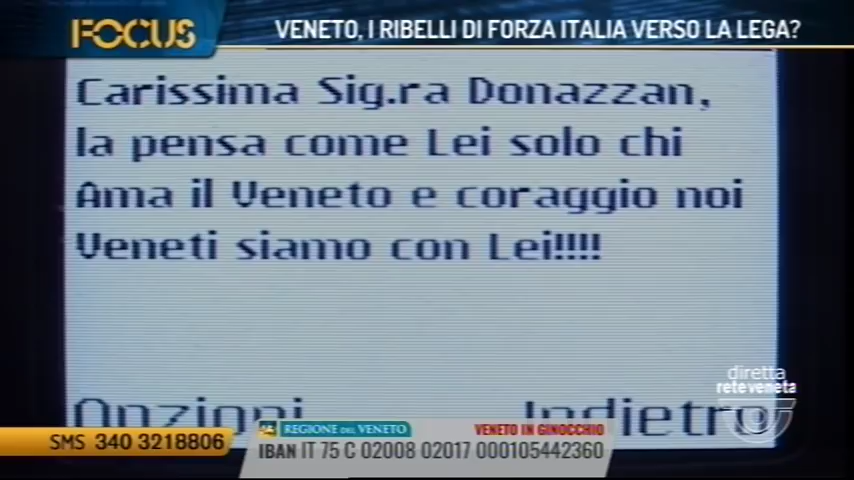 FOCUS
VENETO, I RIBELLI DI FORZA ITALIA VERSO LA LEGA?
Carissima Sig.ra Donazzan,
la pensa come Lei solo chi
Ama il Veneto e coraggio noi
Veneti siamo con Lei!!!!
Opzioni Indietro
diretta
reteveneta
SMS 340 3218806
REGIONE DEL VENETO
VENETO IN GINOCCHIO
IBAN IT 75 C 02008 02017 000105442360